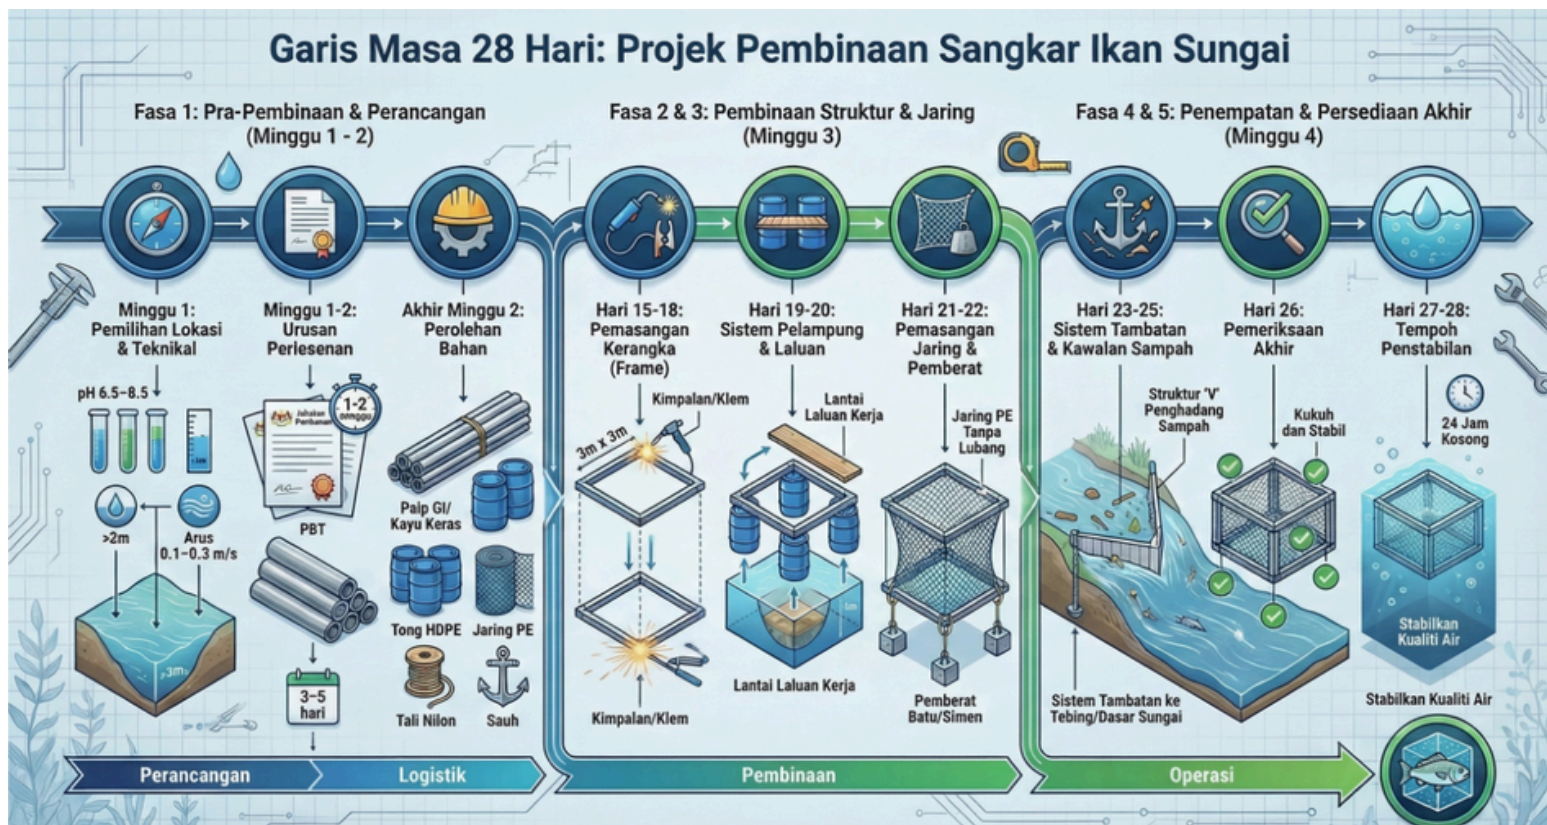 Garis Masa 28 Hari: Projek Pembinaan Sangkar Ikan Sungai
Fasa 1: Pra-Pembinaan & Perancangan
(Minggu 1 - 2)
Fasa 2 & 3: Pembinaan Struktur & Jaring
(Minggu 3)
Fasa 4 & 5: Penempatan & Persediaan Akhir
(Minggu 4)
Minggu 1:
Pemilihan Lokasi
& Teknikal
pH 6.5–8.5
>2m
Arus
0.1–0.3 m/s
Minggu 1-2:
Urusan
Perlesenan
1-2
PBT
3–5
hari
Akhir Minggu 2:
Perolehan
Bahan
Paip GI/
Kayu Keras
Tong HDPE
Jaring PE
Tali Nilon
Sauh
Hari 15-18:
Pemasangan
Kerangka
(Frame)
Kimpalan/Klem
3m x 3m
Kimpalan/Klem
Hari 19-20:
Sistem Pelampung
& Laluan
Lantai
Laluan Kerja
Lantai Laluan Kerja
Hari 21-22:
Pemasangan
Jaring &
Pemberat
Jaring PE
Tanpa
Lubang
Pemberat
Batu/Simen
Hari 23-25:
Sistem Tambatan
& Kawalan Sampah
Struktur 'V'
Penghadang
Sampah
Sistem Tambatan ke
Tebing/Dasar Sungai
Hari 26:
Pemeriksaan
Akhir
Kukuh
dan Stabil
Hari 27-28:
Tempoh
Penstabilan
24 Jam
Kosong
Stabilkan
Kualiti Air
Stabilkan Kualiti Air
Perancangan
Logistik
Pembinaan
Operasi